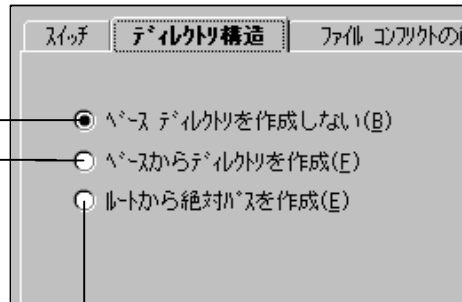 スイッチ ディレクトリ構造 ファイル コンフリクトの
ベース ディレクトリを作成しない(B)
ベースからディレクトリを作成(F)
ルートから絶対パスを作成(E)